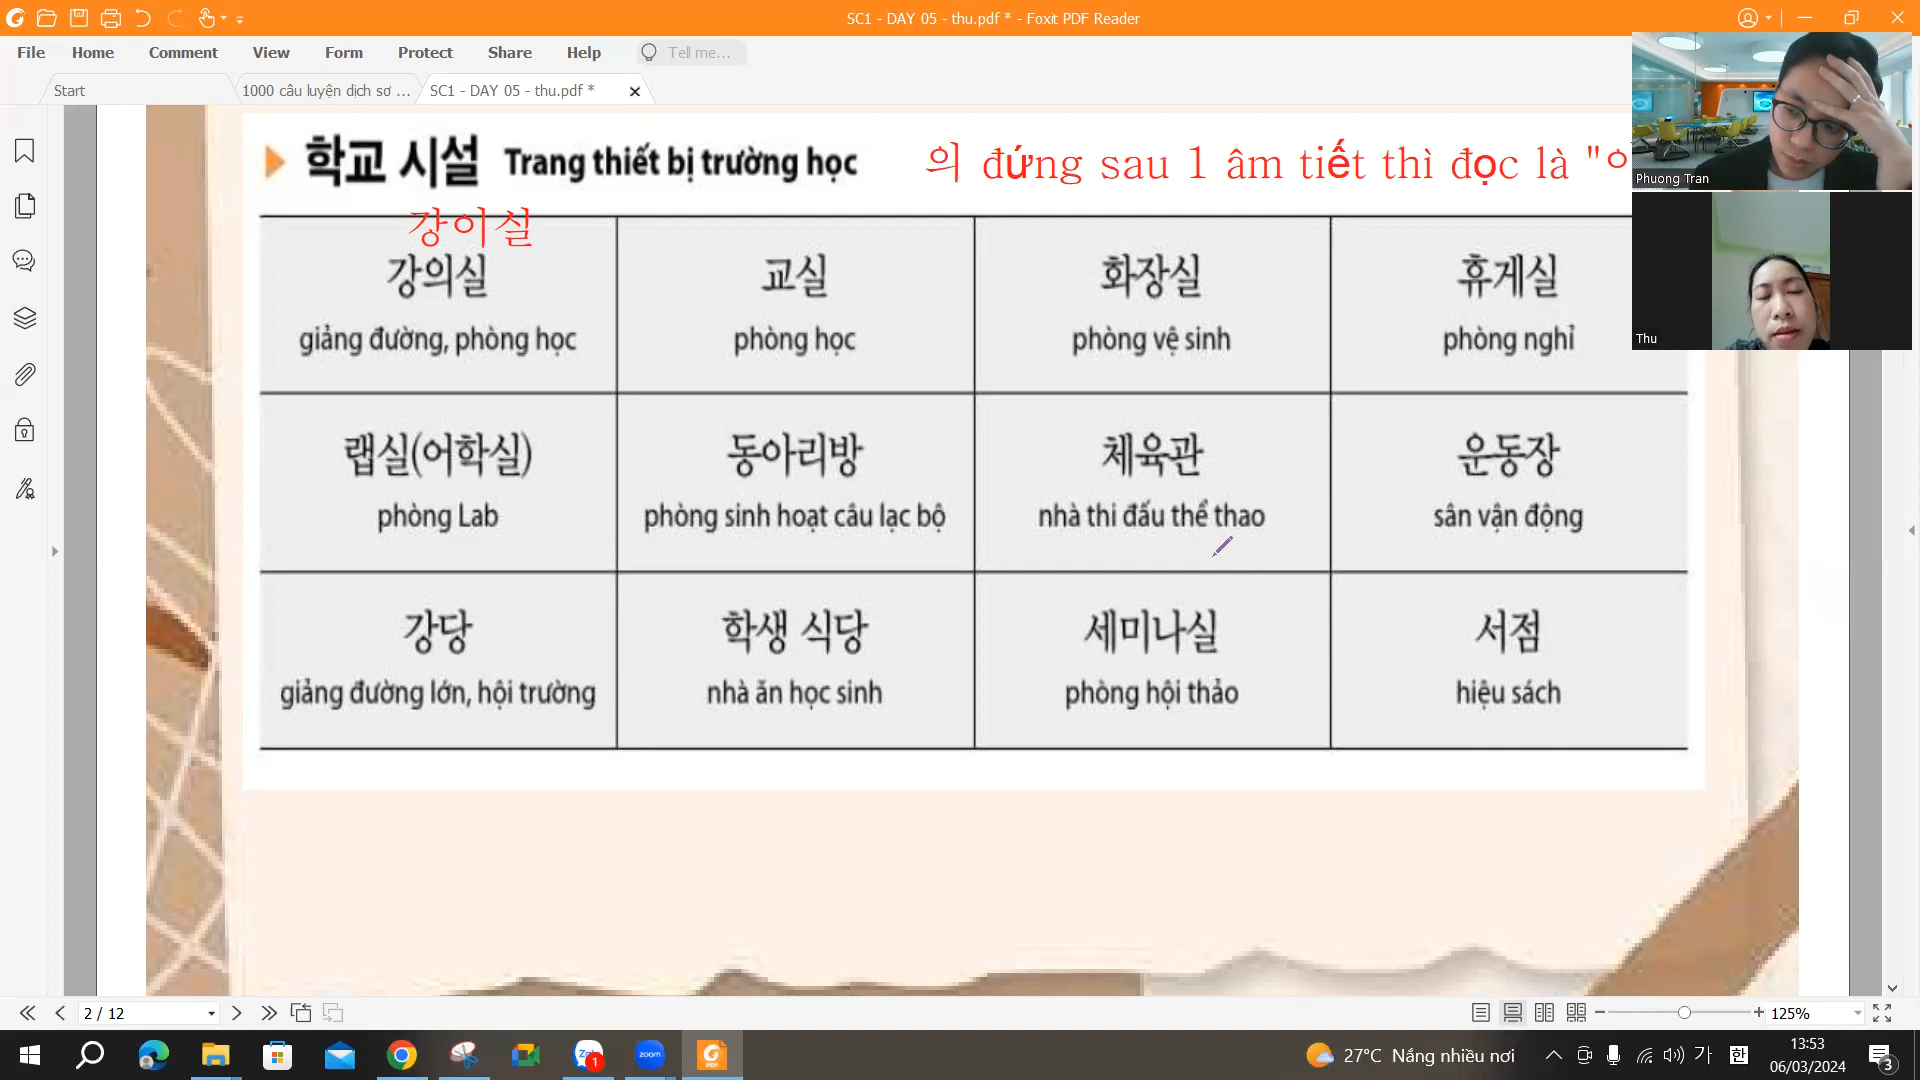 SC1 - DAY 05 - thu.pdf * - Foxit PDF Reader
File Home Comment View Form Protect Share Help Tell me...
Start 1000 câu luyện dịch sơ ... SC1 - DAY 05 - thu.pdf *
학교 시설 Trang thiết bị trường học
의 đứng sau 1 âm tiết thì đọc là "이
Phuong Tran
Thu
강이실
강의실 교실 화장실 휴게실
giảng đường, phòng học phòng học phòng vệ sinh phòng nghỉ
랩실(어학실) 동아리방 체육관 운동장
phòng Lab phòng sinh hoạt câu lạc bộ nhà thi đấu thể thao sân vận động
강당 학생 식당 세미나실 서점
giảng đường lớn, hội trường nhà ăn học sinh phòng hội thảo hiệu sách
2 / 12 125%
27°C Nắng nhiều nơi 가 한 13:53
06/03/2024 3
zoom
1